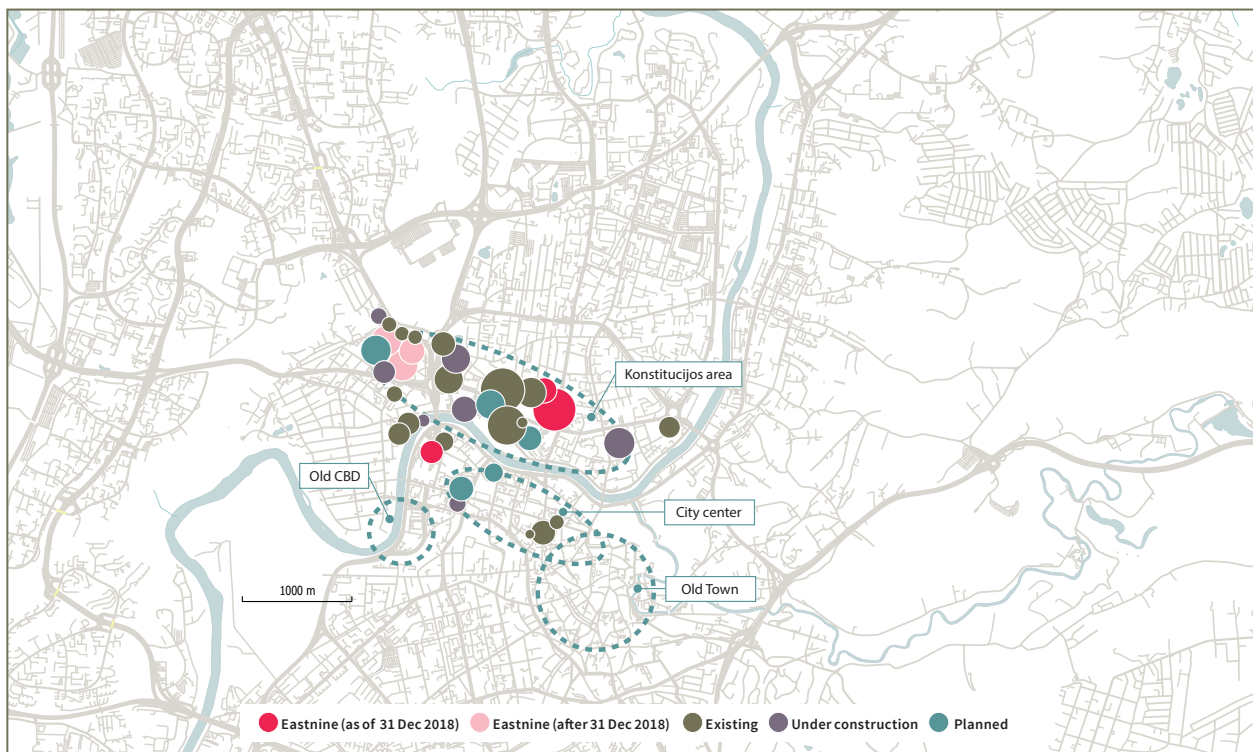 Konstitucijos area
Old CBD
City center
Old Town
1000 m
Eastnine (as of 31 Dec 2018)
Eastnine (after 31 Dec 2018)
Existing
Under construction
Planned